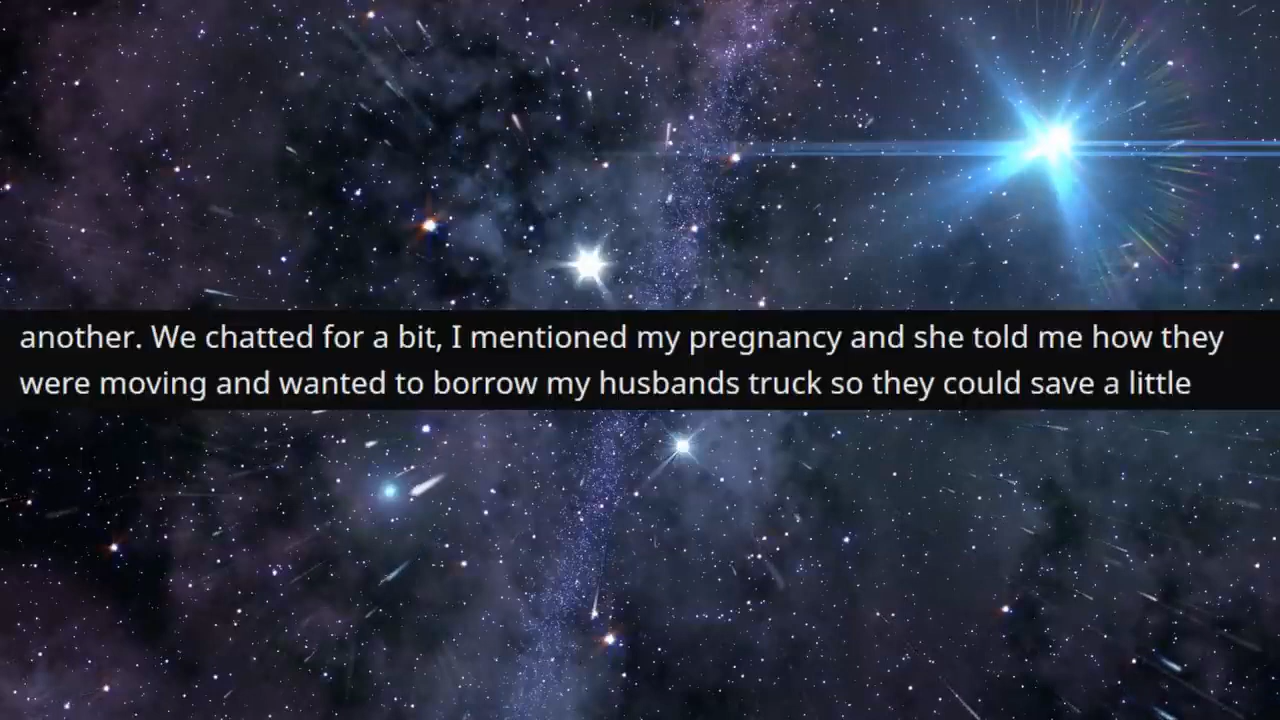 another. We chatted for a bit, I mentioned my pregnancy and she told me how they
were moving and wanted to borrow my husbands truck so they could save a little